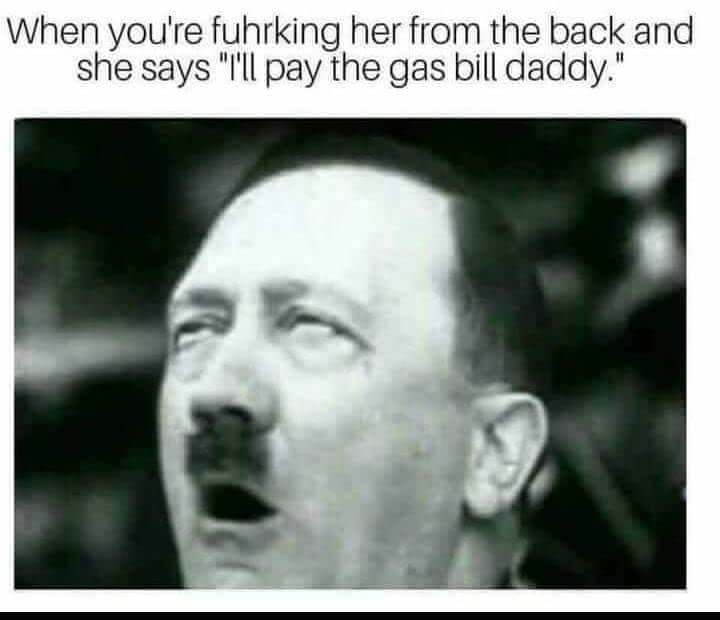 When you're fuhrking her from the back and
she says "I'll pay the gas bill daddy."